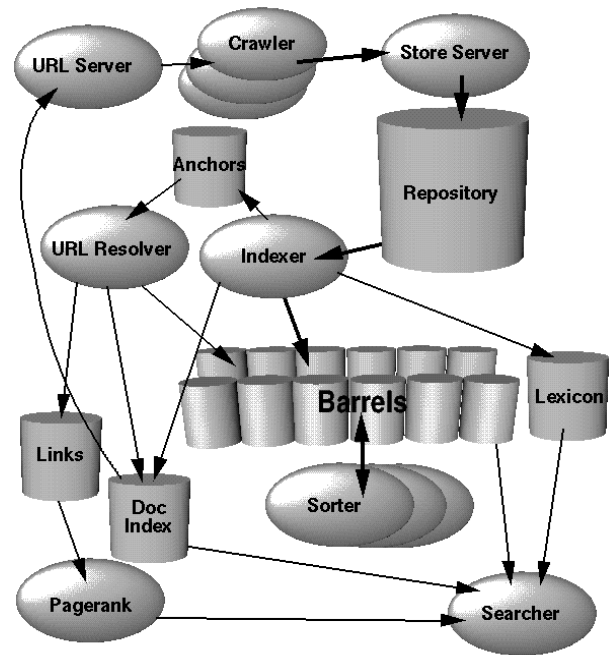 Crawler
URL Server
Store Server
Anchors
Repository
URL Resolver
Indexer
Barrels
Lexicon
Links
Doc
Index
Sorter
Pagerank
Searcher